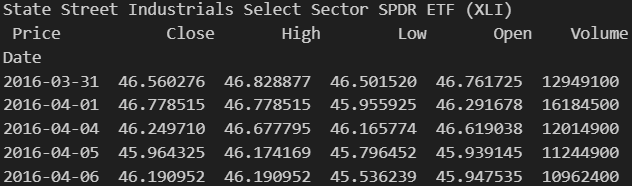 State Street Industrials Select Sector SPDR ETF (XLI)
Price Close High Low Open Volume
Date
2016-03-31 46.560276 46.828877 46.501520 46.761725 12949100
2016-04-01 46.778515 46.778515 45.955925 46.291678 16184500
2016-04-04 46.249710 46.677795 46.165774 46.619038 12014900
2016-04-05 45.964325 46.174169 45.796452 45.939145 11244900
2016-04-06 46.190952 46.190952 45.536239 45.947535 10962400